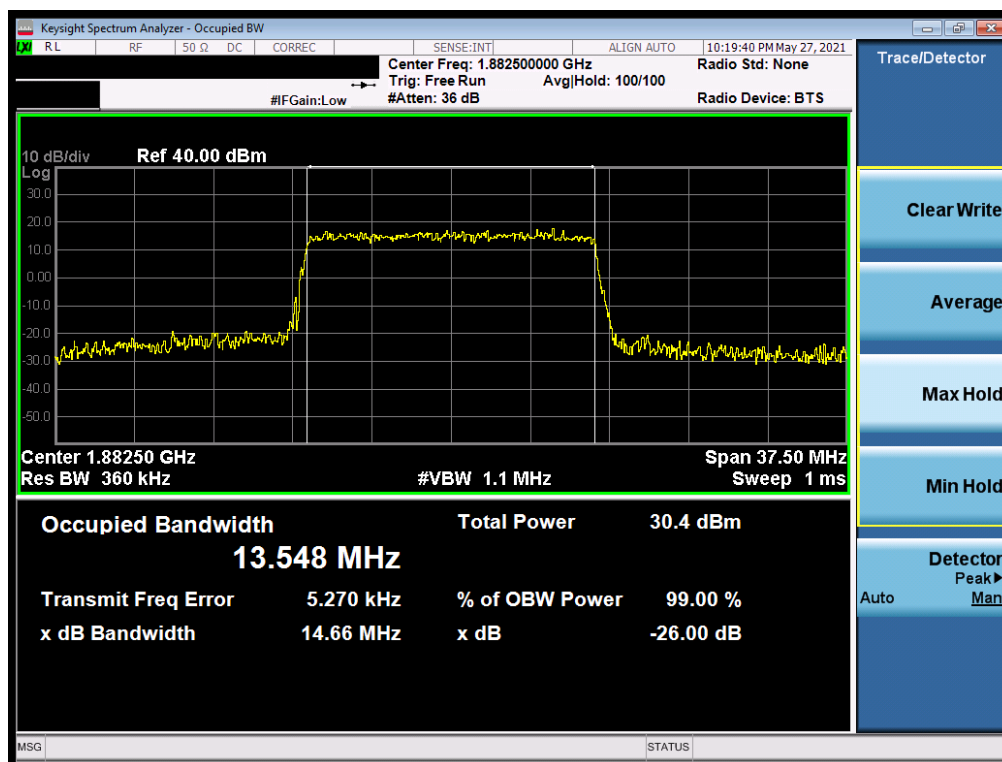 Keysight Spectrum Analyzer - Occupied BW
LXI RL RF 50 Ω DC CORREC SENSE:INT ALIGN AUTO 10:19:40 PM May 27, 2021
Center Freq: 1.882500000 GHz Radio Std: None
Trig: Free Run Avg|Hold: 100/100
#IFGain:Low #Atten: 36 dB Radio Device: BTS
10 dB/div Ref 40.00 dBm
Log
30.0
20.0
10.0
0.00
-10.0
-20.0
-30.0
-40.0
-50.0
Center 1.88250 GHz Span 37.50 MHz
Res BW 360 kHz #VBW 1.1 MHz Sweep 1 ms
Occupied Bandwidth Total Power 30.4 dBm
13.548 MHz
Transmit Freq Error 5.270 kHz % of OBW Power 99.00 %
x dB Bandwidth 14.66 MHz x dB -26.00 dB
MSG STATUS
Trace/Detector
Clear Write
Average
Max Hold
Min Hold
Detector
Peak▶
Auto Man